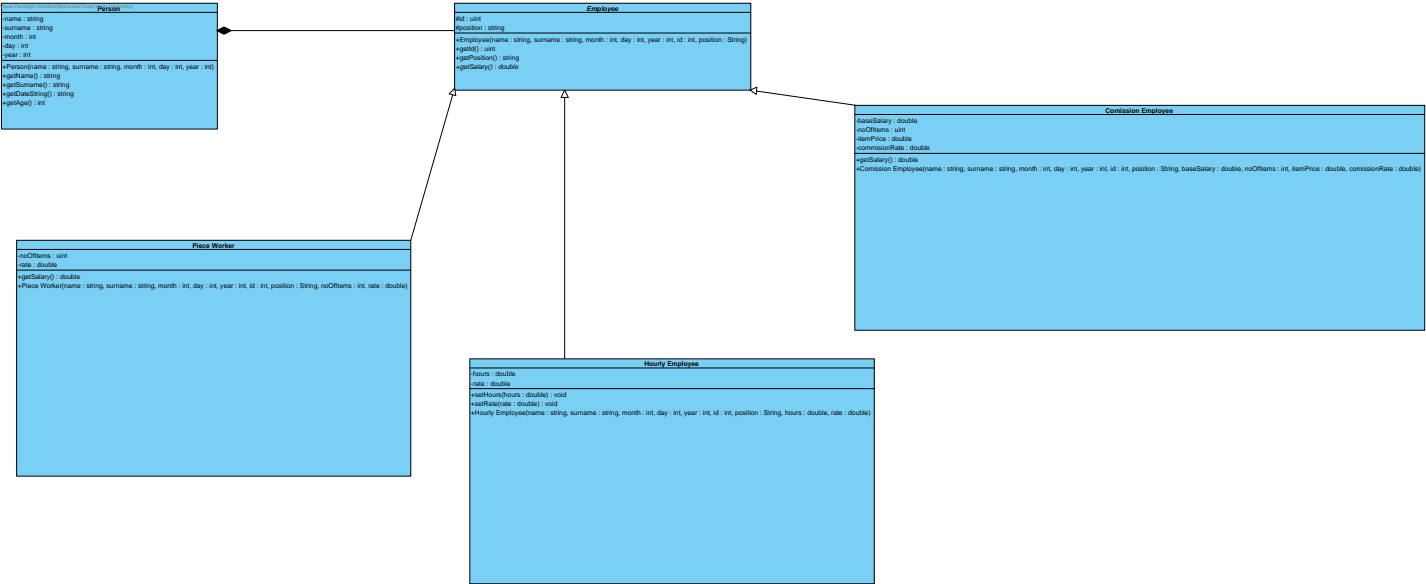 Person
-name : string
-surname : string
-month : int
-day : int
-year : int
+Person(name : string, surname : string, month : int, day : int, year : int)
+getName() : string
+getSurname() : string
+getDateString() : string
+getAge() : int
Employee
#id : uint
#position : string
+Employee(name : string, surname : string, month : int, day : int, year : int, id : int, position : String)
+getId() : uint
+getPosition() : string
+getSalary() : double
Comission Employee
-baseSalary : double
-noOfItems : uint
-itemPrice : double
-commisionRate : double
+getSalary() : double
+Comission Employee(name : string, surname : string, month : int, day : int, year : int, id : int, position : String, baseSalary : double, noOfItems : int, itemPrice : double, comissionRate : double)
Piece Worker
-noOfItems : uint
-rate : double
+getSalary() : double
+Piece Worker(name : string, surname : string, month : int, day : int, year : int, id : int, position : String, noOfItems : int, rate : double)
Hourly Employee
-hours : double
-rate : double
+setHours(hours : double) : void
+setRate(rate : double) : void
+Hourly Employee(name : string, surname : string, month : int, day : int, year : int, id : int, position : String, hours : double, rate : double)